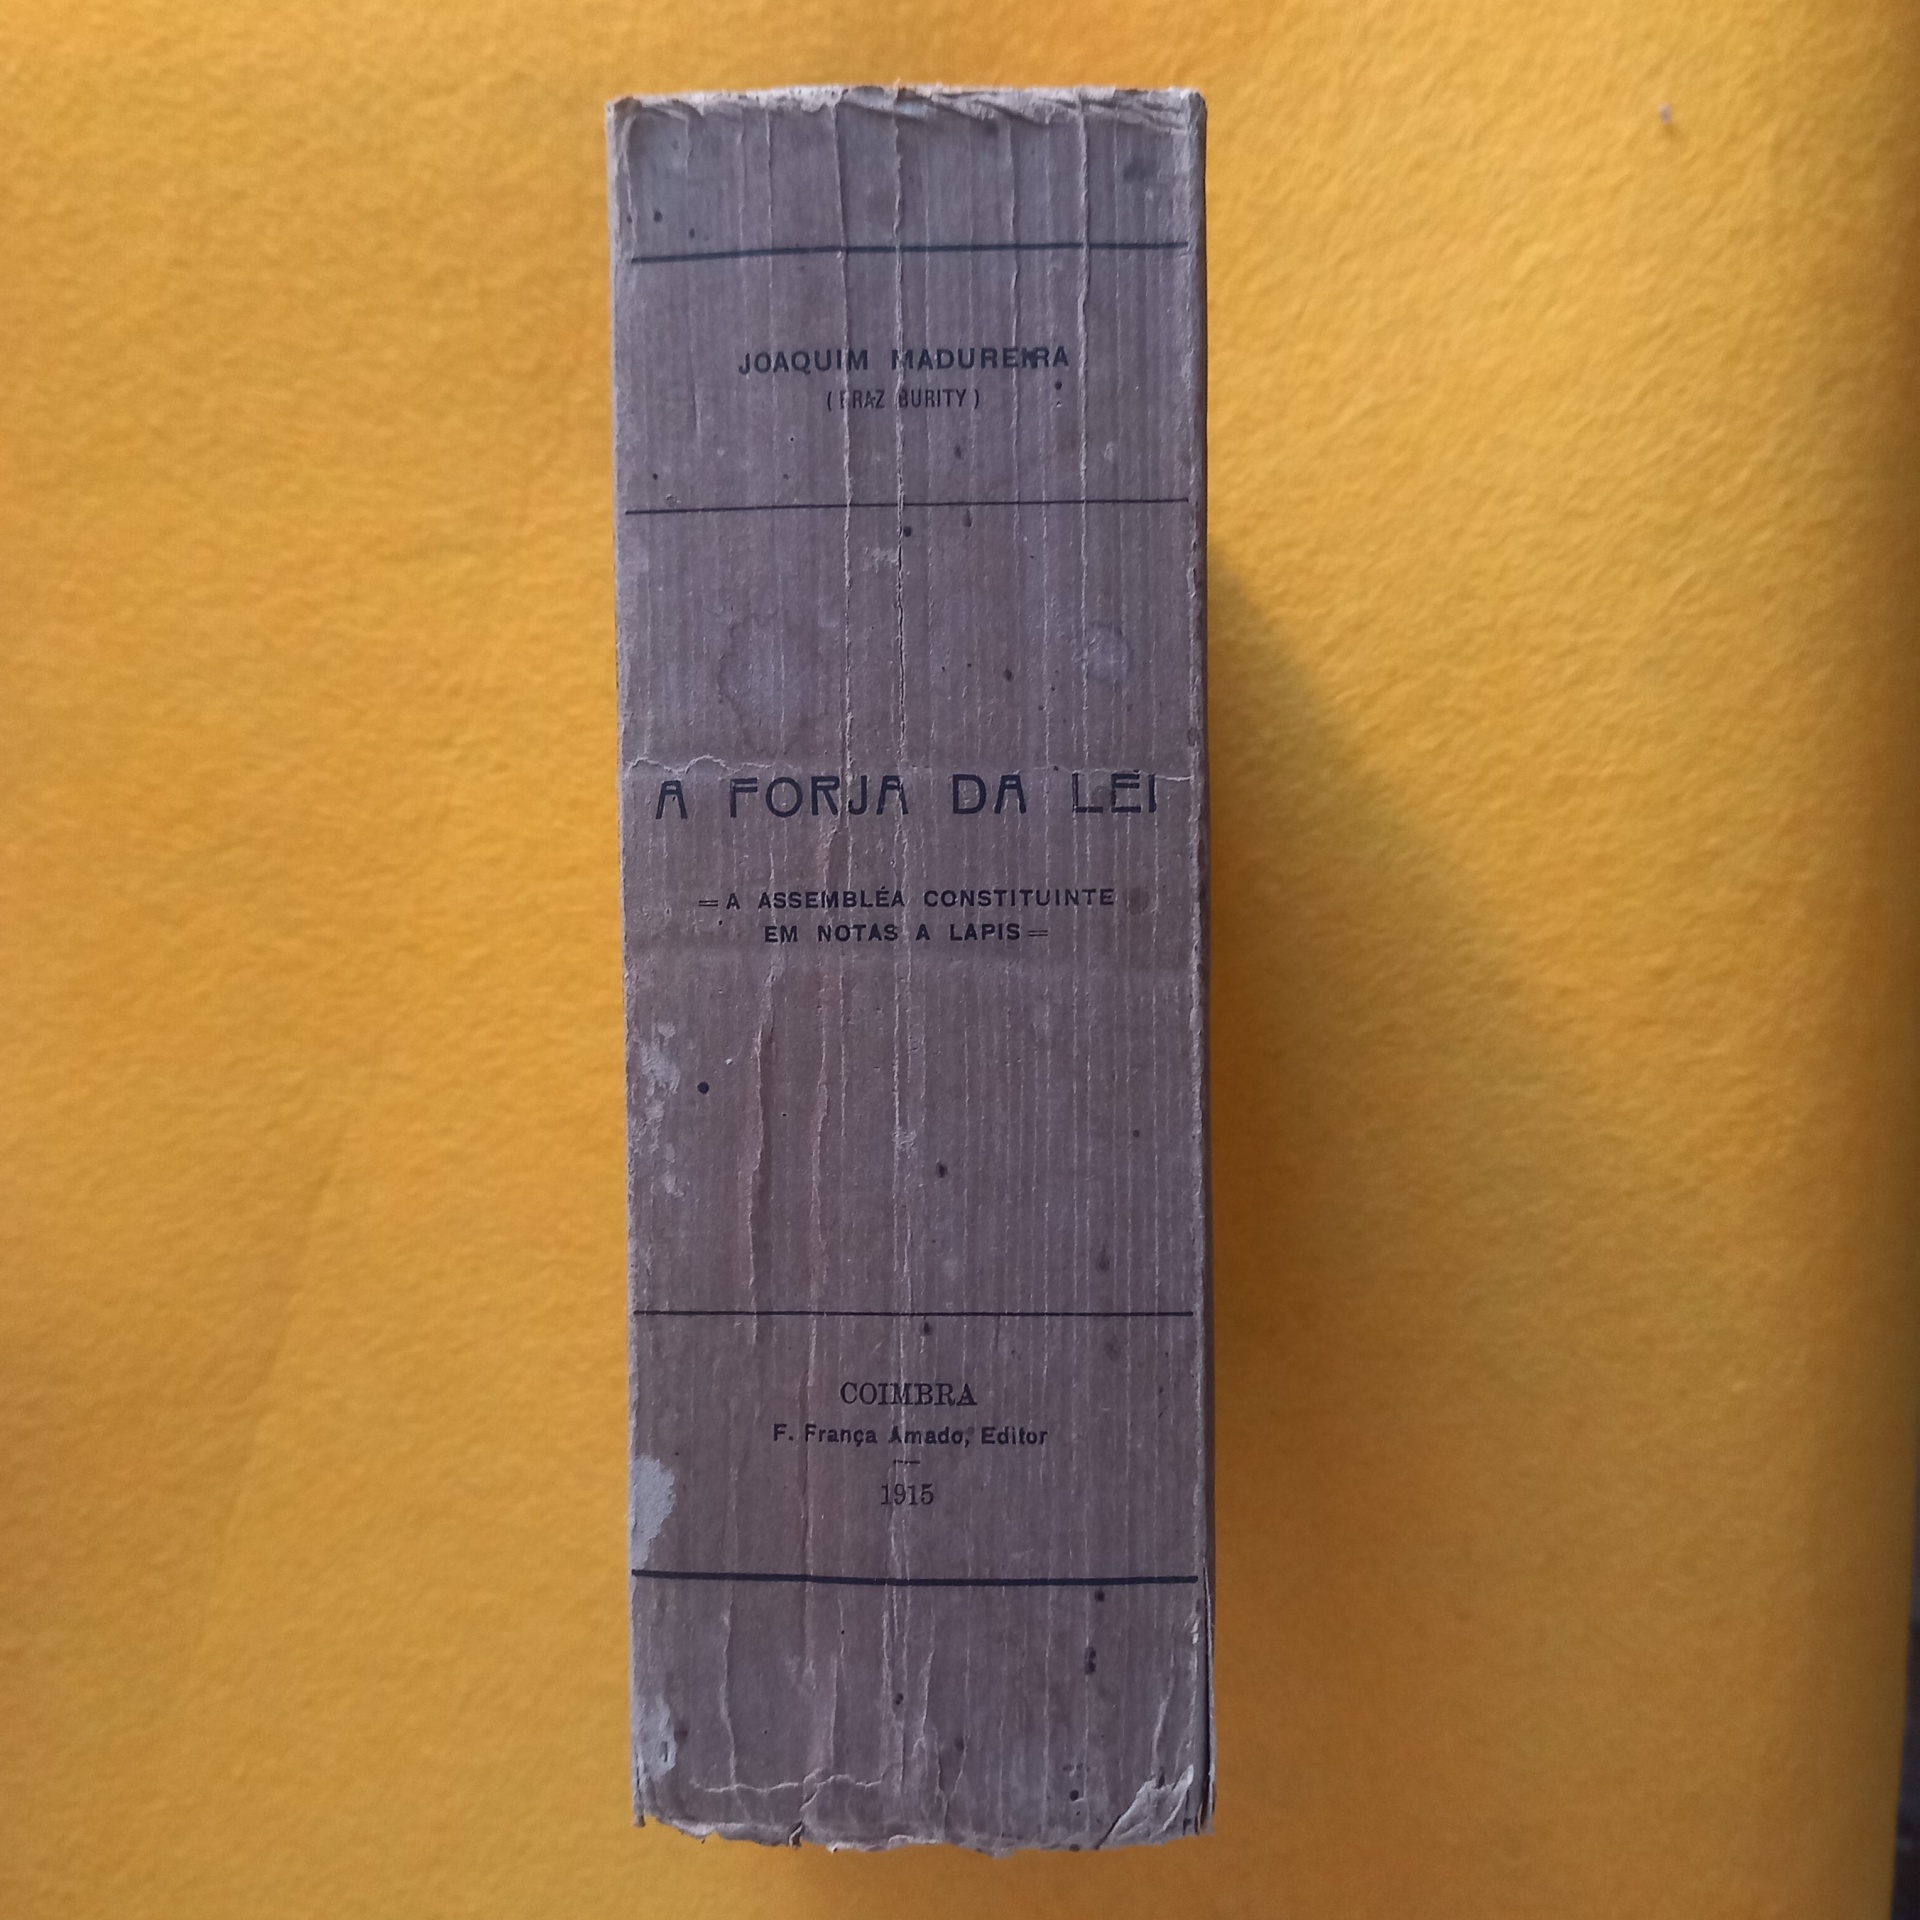 JOAQUIM MADUREIRA
(BRAZ BURITY)
A FORJA DA LEI
=A ASSEMBLÉA CONSTITUINTE
EM NOTAS A LAPIS=
COIMBRA
F. França Amado, Editor
1915